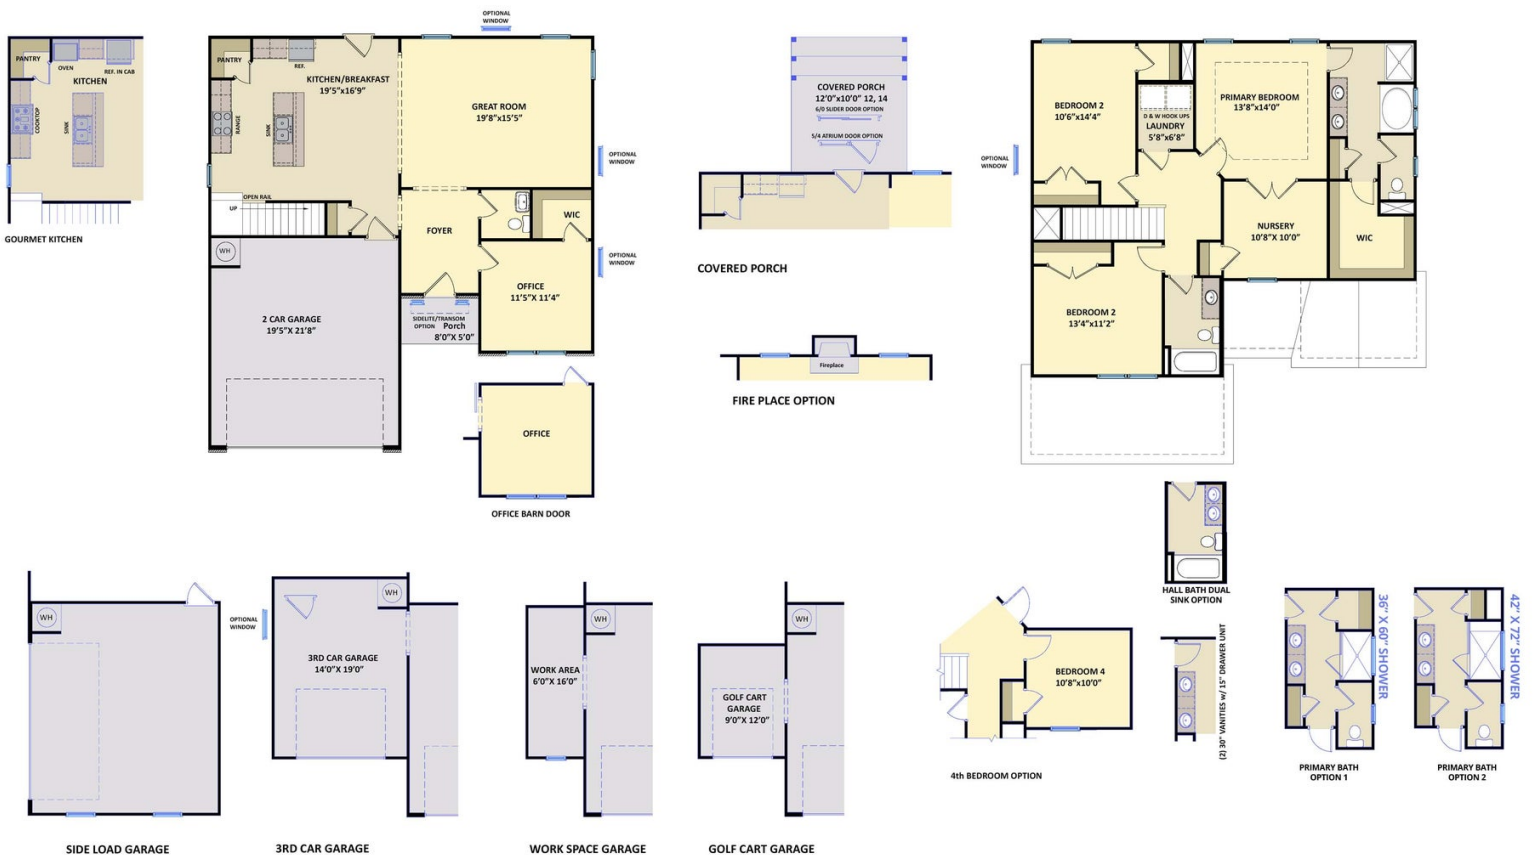 PANTRY
OVEN
REF. IN CAB
KITCHEN
COOKTOP
SINK
GOURMET KITCHEN
OPTIONAL
WINDOW
PANTRY
REF.
KITCHEN/BREAKFAST
19'5"x16'9"
RANGE
SINK
GREAT ROOM
19'8"x15'5"
OPTIONAL
WINDOW
OPEN RAIL
UP
WH
FOYER
WIC
OPTIONAL
WINDOW
OFFICE
11'5"X 11'4"
2 CAR GARAGE
19'5"X 21'8"
SIDELITE/TRANSOM
OPTION
Porch
8'0"X 5'0"
OFFICE
OFFICE BARN DOOR
COVERED PORCH
12'0"x10'0" 12, 14
6/0 SLIDER DOOR OPTION
5/4 ATRIUM DOOR OPTION
COVERED PORCH
Fireplace
FIRE PLACE OPTION
OPTIONAL
WINDOW
BEDROOM 2
10'6"x14'4"
D & W HOOK UPS
LAUNDRY
5'8"x6'8"
PRIMARY BEDROOM
13'8"x14'0"
NURSERY
10'8"X 10'0"
WIC
BEDROOM 2
13'4"x11'2"
HALL BATH DUAL
SINK OPTION
WH
SIDE LOAD GARAGE
OPTIONAL
WINDOW
WH
3RD CAR GARAGE
14'0"X 19'0"
3RD CAR GARAGE
WH
WORK AREA
6'0"X 16'0"
WORK SPACE GARAGE
WH
GOLF CART
GARAGE
9'0"X 12'0"
GOLF CART GARAGE
BEDROOM 4
10'8"x10'0"
4th BEDROOM OPTION
(2) 30" VANITIES w/ 15" DRAWER UNIT
36" X 60" SHOWER
PRIMARY BATH
OPTION 1
42" X 72" SHOWER
PRIMARY BATH
OPTION 2